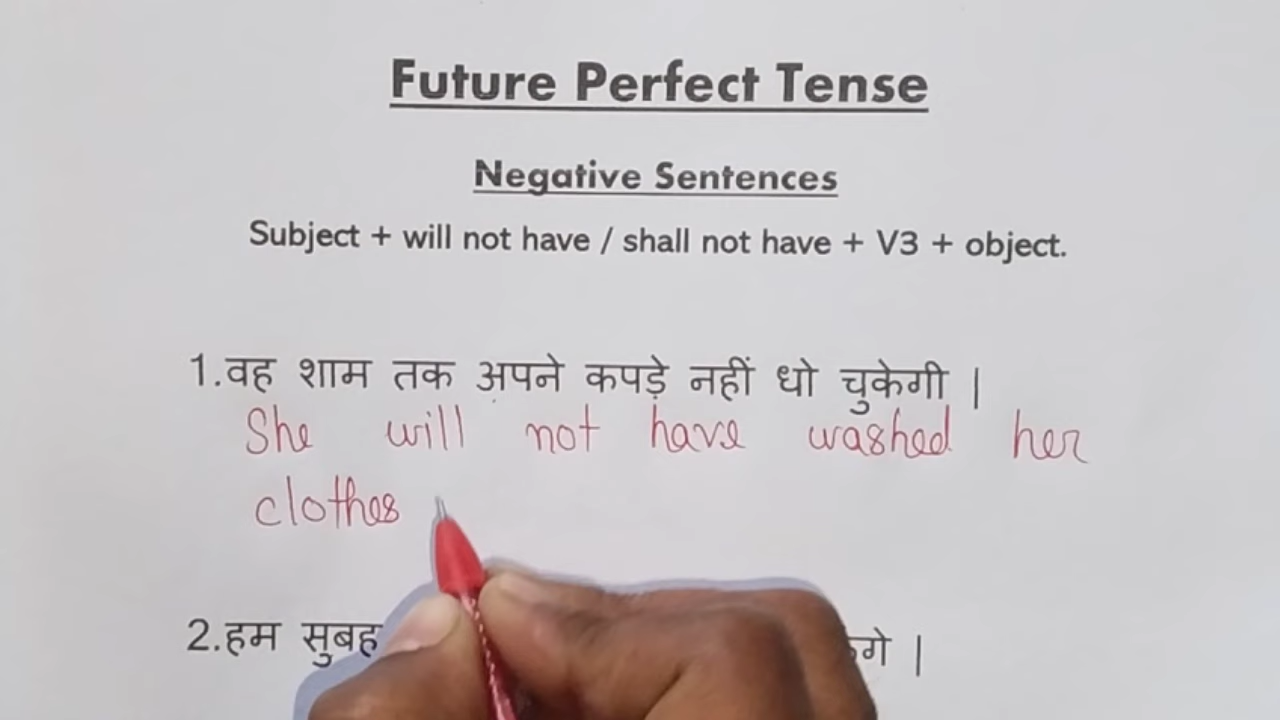 Future Perfect Tense
Negative Sentences
Subject + will not have / shall not have + V3 + object.
1.वह शाम तक अपने कपड़े नहीं धो चुकेगी |
She will not have washed her
clothes
2.हम सुबह |